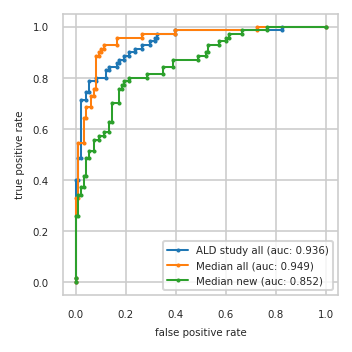 1.0
0.8
0.6
0.4
0.2
0.0
true positive rate
ALD study all (auc: 0.936)
Median all (auc: 0.949)
Median new (auc: 0.852)
0.0 0.2 0.4 0.6 0.8 1.0
false positive rate